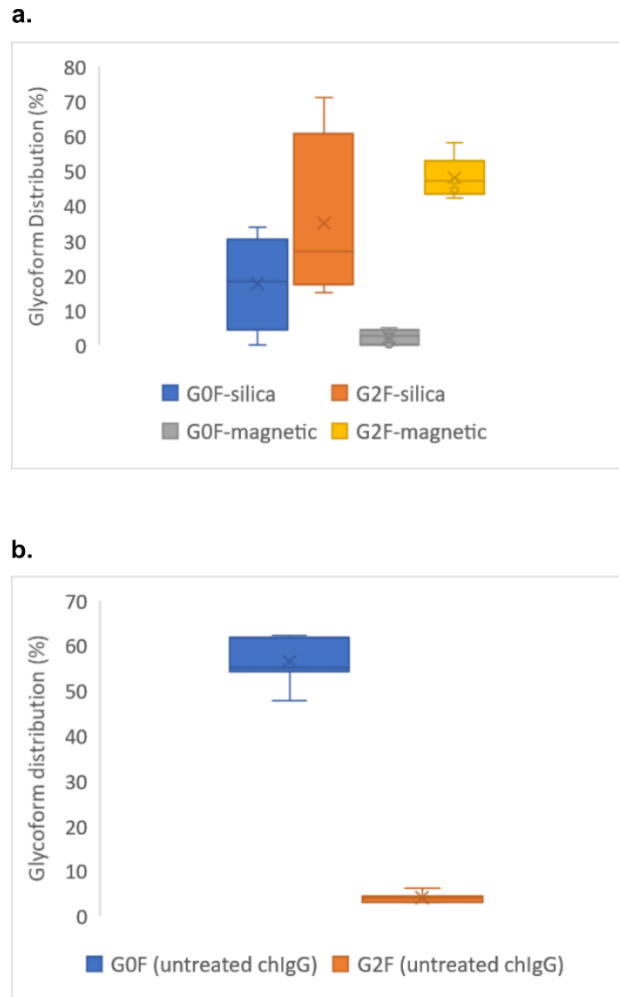 a.
80
70
60
50
40
30
20
10
0
Glycoform Distribution (%)
G0F-silica
G2F-silica
G0F-magnetic
G2F-magnetic
b.
70
60
50
40
30
20
10
0
Glycoform distribution (%)
G0F (untreated chIgG)
G2F (untreated chIgG)